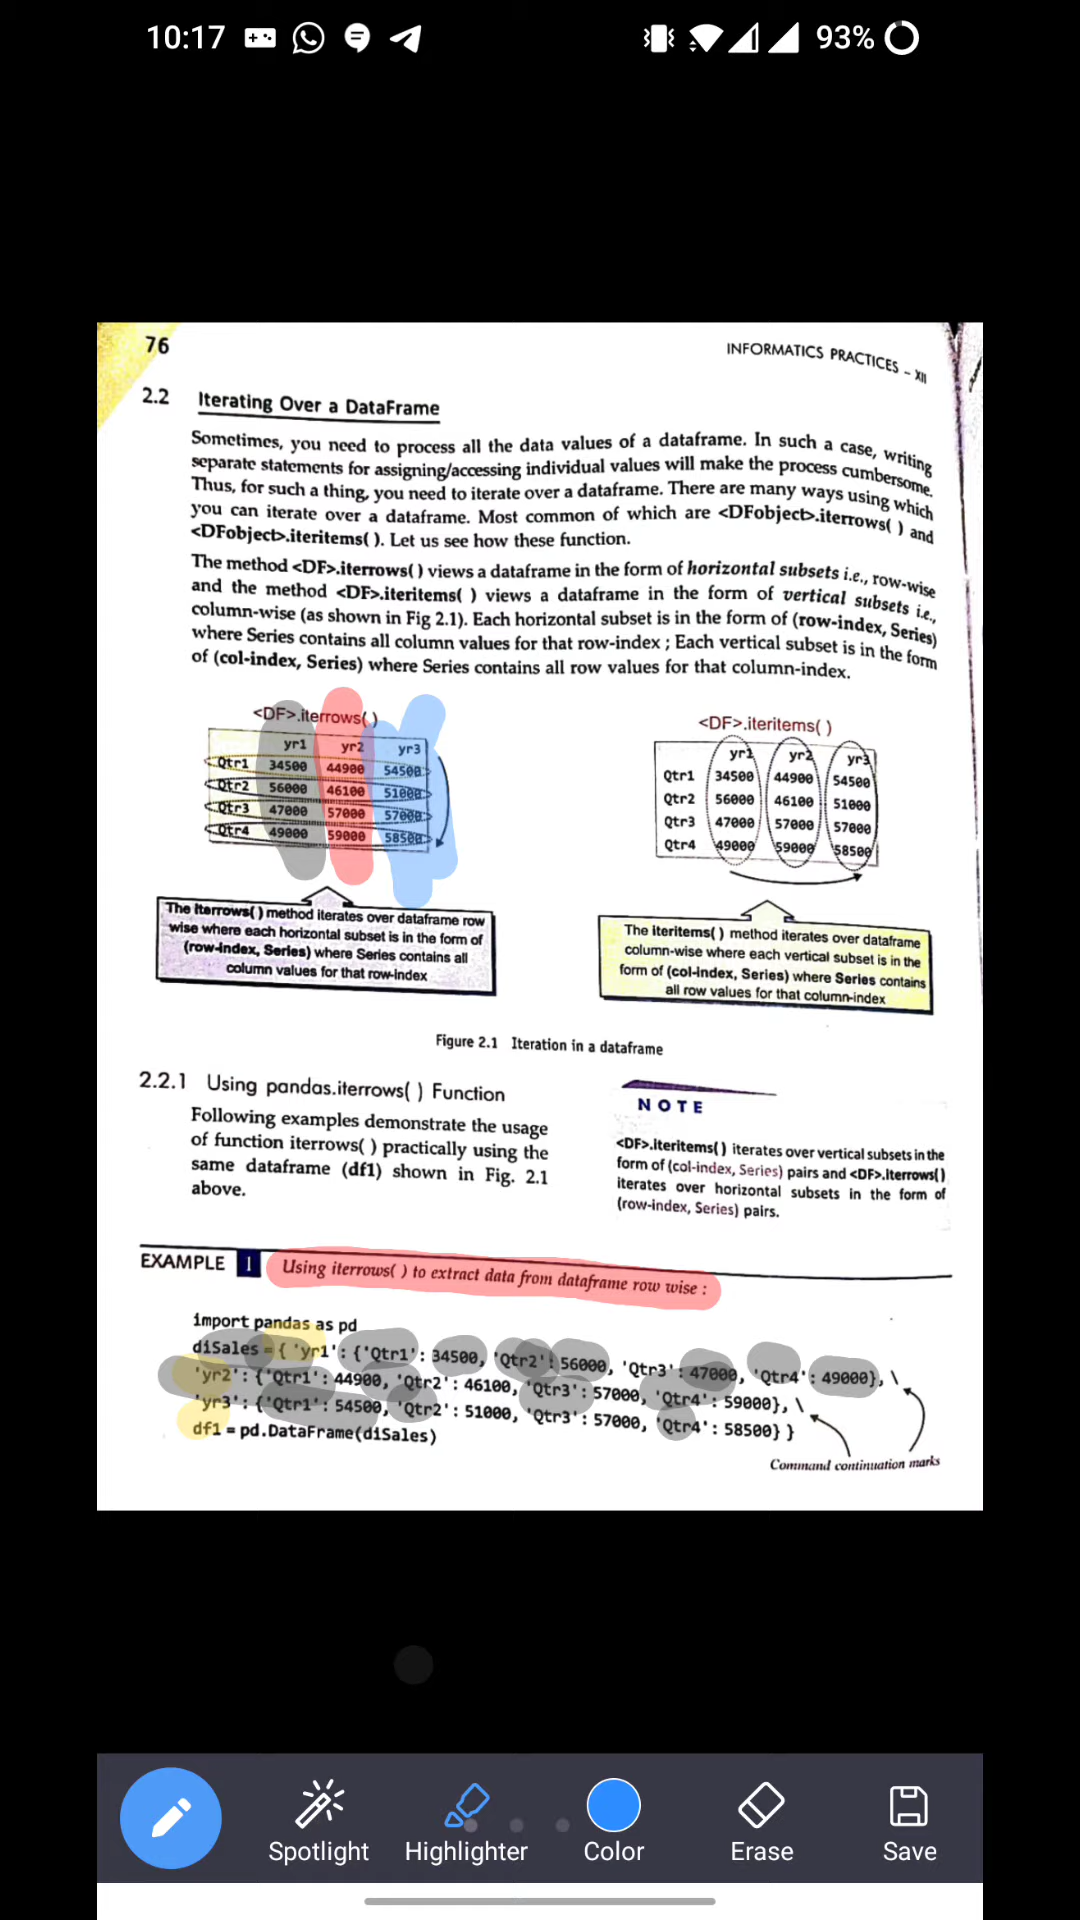 10:17
93%
76
INFORMATICS PRACTICES – XII
2.2 Iterating Over a DataFrame
Sometimes, you need to process all the data values of a dataframe. In such a case, writing
separate statements for assigning/accessing individual values will make the process cumbersome.
Thus, for such a thing, you need to iterate over a dataframe. There are many ways using which
you can iterate over a dataframe. Most common of which are <DFobject>.iterrows( ) and
<DFobject>.iteritems( ). Let us see how these function.
The method <DF>.iterrows( ) views a dataframe in the form of horizontal subsets i.e., row-wise
and the method <DF>.iteritems( ) views a dataframe in the form of vertical subsets i.e.,
column-wise (as shown in Fig 2.1). Each horizontal subset is in the form of (row-index, Series)
where Series contains all column values for that row-index ; Each vertical subset is in the form
of (col-index, Series) where Series contains all row values for that column-index.
<DF>.iterrows( )
yr1 yr2 yr3
Qtr1 34500 44900 54500
Qtr2 56000 46100 51000
Qtr3 47000 57000 57000
Qtr4 49000 59000 58500
The iterrows( ) method iterates over dataframe row
wise where each horizontal subset is in the form of
(row-index, Series) where Series contains all
column values for that row-index
<DF>.iteritems( )
yr1 yr2 yr3
Qtr1 34500 44900 54500
Qtr2 56000 46100 51000
Qtr3 47000 57000 57000
Qtr4 49000 59000 58500
The iteritems( ) method iterates over dataframe
column-wise where each vertical subset is in the
form of (col-index, Series) where Series contains
all row values for that column-index
Figure 2.1 Iteration in a dataframe
2.2.1 Using pandas.iterrows( ) Function
Following examples demonstrate the usage
of function iterrows( ) practically using the
same dataframe (df1) shown in Fig. 2.1
above.
NOTE
<DF>.iteritems( ) iterates over vertical subsets in the
form of (col-index, Series) pairs and <DF>.iterrows( )
iterates over horizontal subsets in the form of
(row-index, Series) pairs.
EXAMPLE 1 Using iterrows( ) to extract data from dataframe row wise :
import pandas as pd
diSales = { 'yr1': {'Qtr1': 34500, 'Qtr2': 56000, 'Qtr3': 47000, 'Qtr4': 49000}, \
'yr2': {'Qtr1': 44900, 'Qtr2': 46100, 'Qtr3': 57000, 'Qtr4': 59000}, \
'yr3': {'Qtr1': 54500, 'Qtr2': 51000, 'Qtr3': 57000, 'Qtr4': 58500} }
df1 = pd.DataFrame(diSales)
Command continuation marks
Spotlight Highlighter Color Erase Save